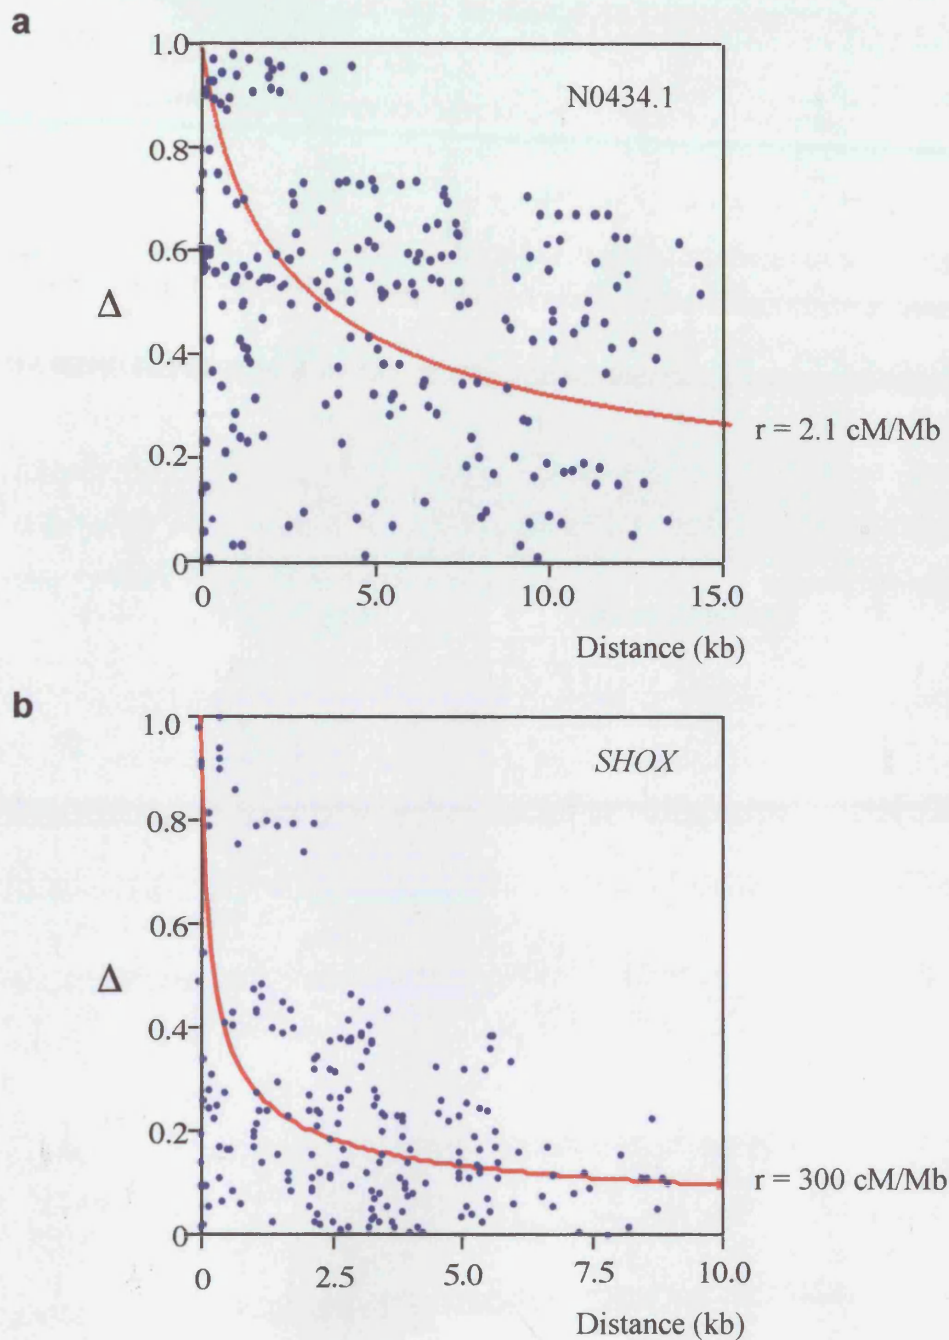 a
1.0
N0434.1
0.8
0.6
Δ
0.4
r = 2.1 cM/Mb
0.2
0
0 5.0 10.0 15.0
Distance (kb)
b
1.0
SHOX
0.8
0.6
Δ
0.4
0.2
r = 300 cM/Mb
0
0 2.5 5.0 7.5 10.0
Distance (kb)